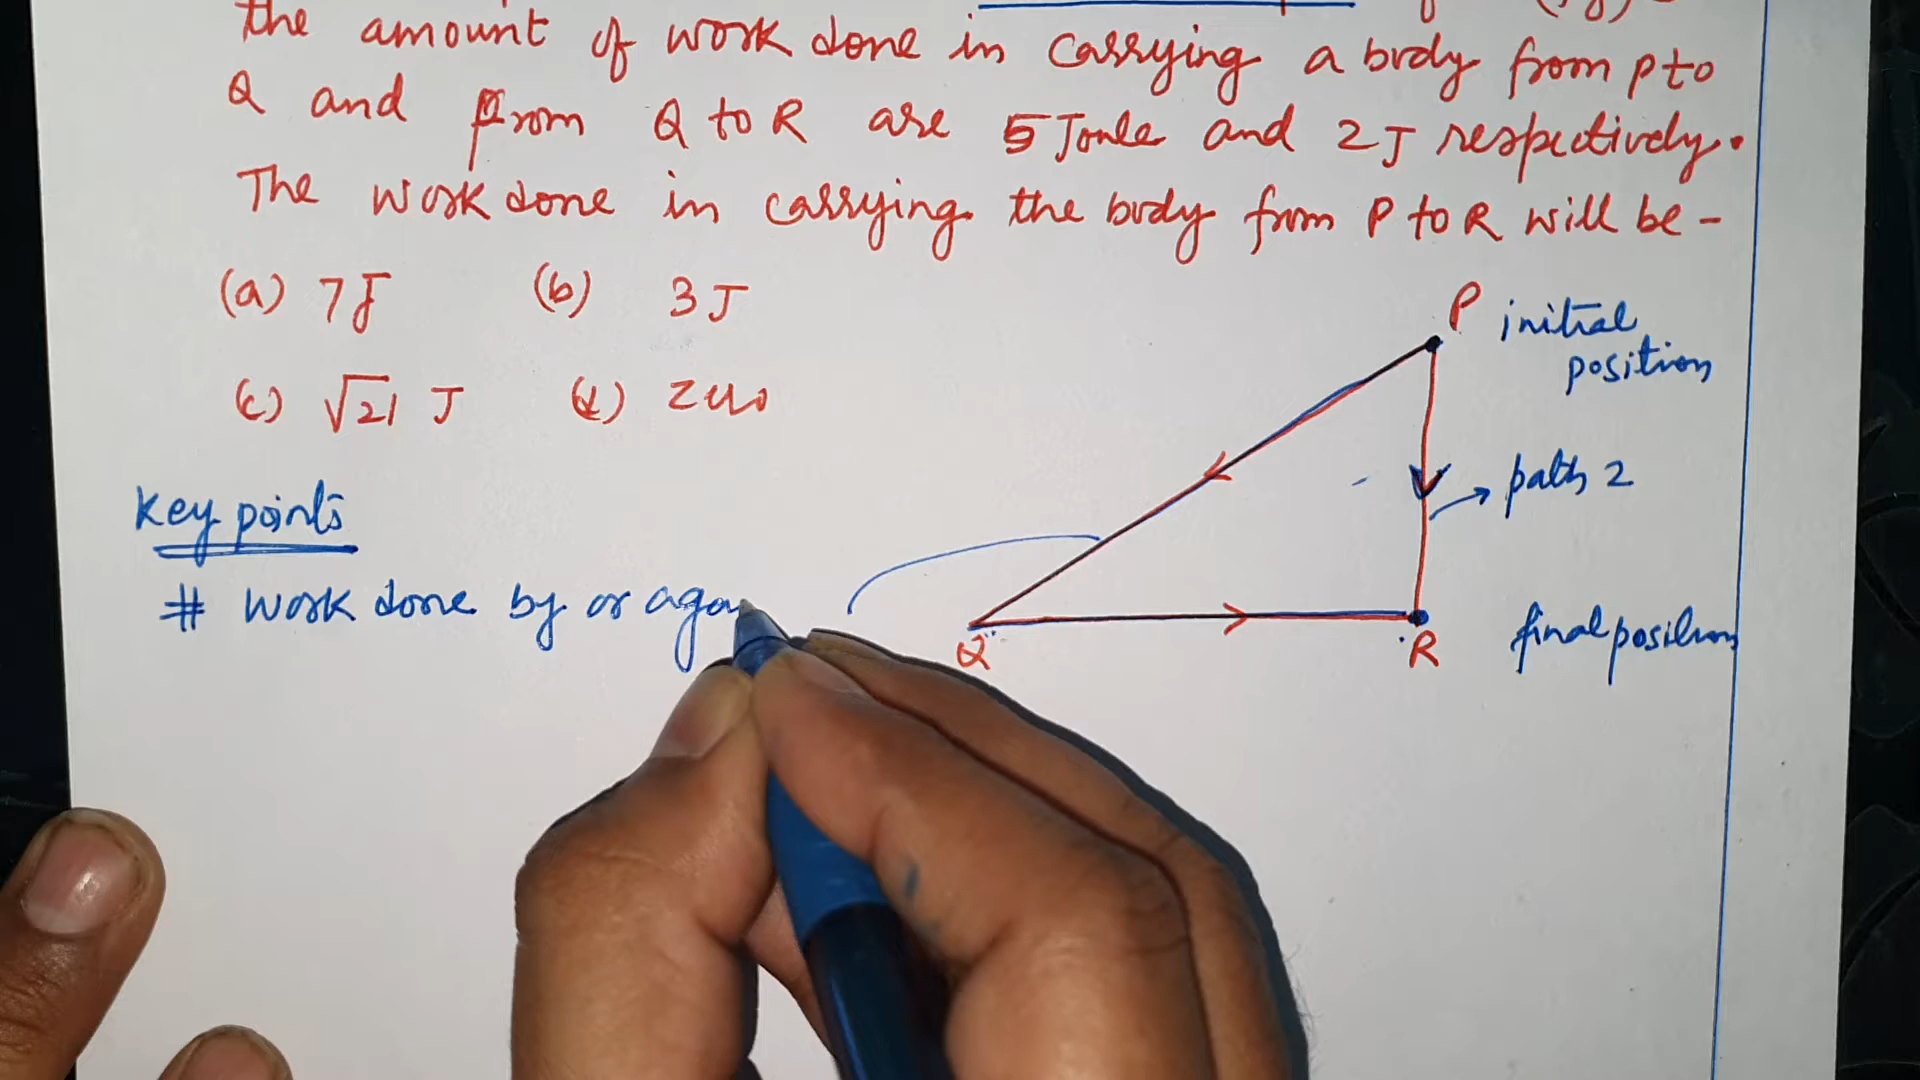 the amount of work done in carrying a body from P to
Q and from Q to R are 5 Joule and 2 J respectively.
The work done in carrying the body from P to R will be -
(a) 7 J (b) 3 J
(c) √21 J (d) zero
P initial
position
path 2
Q
R
final position
Key points
# Work done by or aga